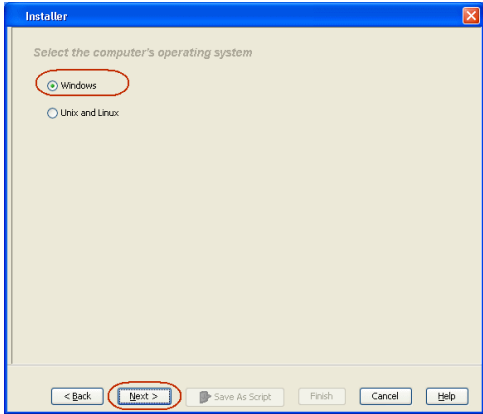 Installer
Select the computer's operating system
Windows
Unix and Linux
< Back Next > Save As Script Finish Cancel Help